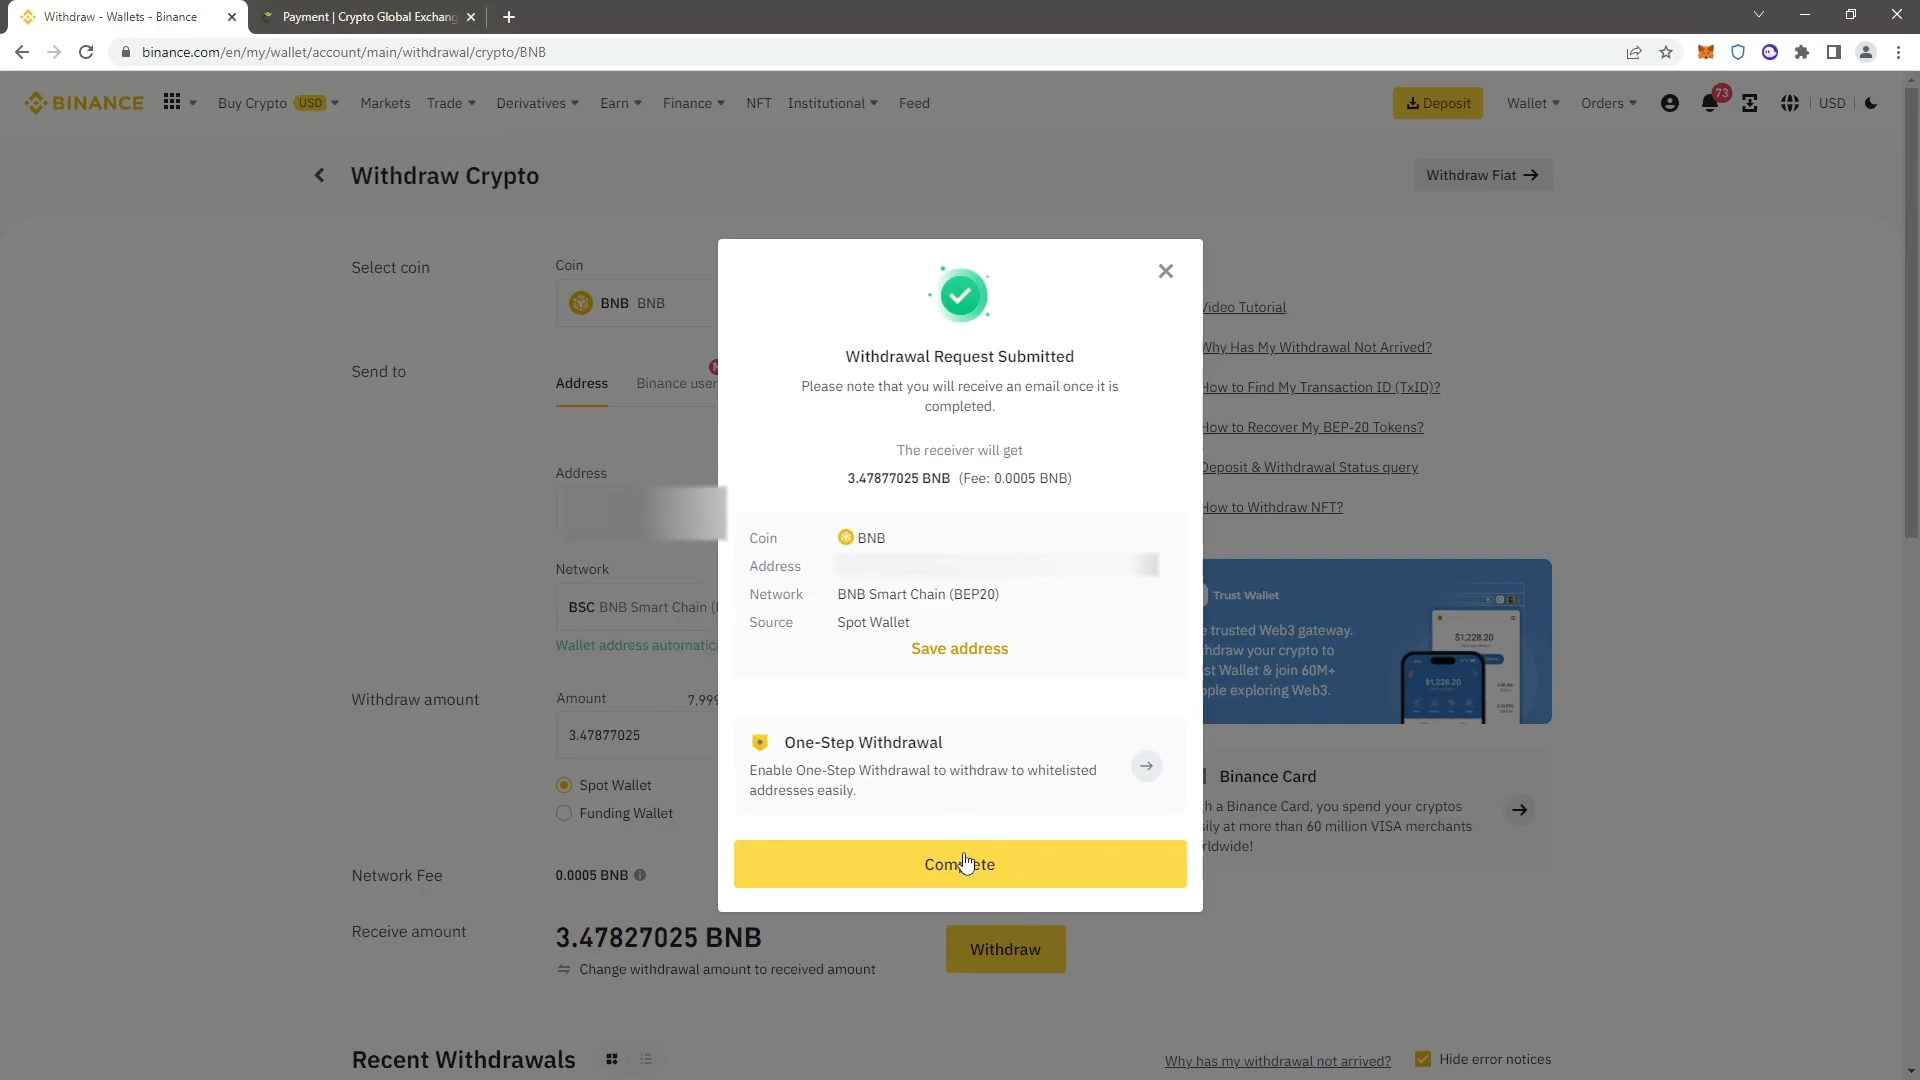 Withdraw - Wallets - Binance
Payment | Crypto Global Exchang
binance.com/en/my/wallet/account/main/withdrawal/crypto/BNB
BINANCE
Buy Crypto USD
Markets
Trade
Derivatives
Earn
Finance
NFT
Institutional
Feed
Deposit
Wallet
Orders
73
USD
Withdraw Crypto
Withdraw Fiat
Select coin
Coin
BNB BNB
Send to
Address
Binance user
Address
Network
BSC BNB Smart Chain (
Wallet address automatica
Withdraw amount
Amount
7,999
3.47877025
Spot Wallet
Funding Wallet
Network Fee
0.0005 BNB
Receive amount
3.47827025 BNB
Change withdrawal amount to received amount
Withdraw
Withdrawal Request Submitted
Please note that you will receive an email once it is
completed.
The receiver will get
3.47877025 BNB (Fee: 0.0005 BNB)
Coin BNB
Address
Network BNB Smart Chain (BEP20)
Source Spot Wallet
Save address
One-Step Withdrawal
Enable One-Step Withdrawal to withdraw to whitelisted
addresses easily.
Complete
Video Tutorial
Why Has My Withdrawal Not Arrived?
How to Find My Transaction ID (TxID)?
How to Recover My BEP-20 Tokens?
Deposit & Withdrawal Status query
How to Withdraw NFT?
Trust Wallet
e trusted Web3 gateway.
hdraw your crypto to
st Wallet & join 60M+
ople exploring Web3.
$1,228.20
$1,228.20
Binance Card
h a Binance Card, you spend your cryptos
ily at more than 60 million VISA merchants
rldwide!
Recent Withdrawals
Why has my withdrawal not arrived?
Hide error notices